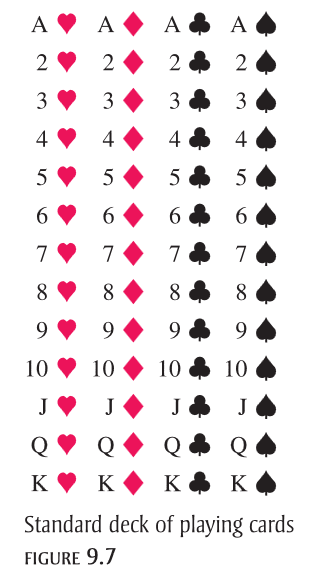 A ♥ A ♦ A ♣ A ♠
2 ♥ 2 ♦ 2 ♣ 2 ♠
3 ♥ 3 ♦ 3 ♣ 3 ♠
4 ♥ 4 ♦ 4 ♣ 4 ♠
5 ♥ 5 ♦ 5 ♣ 5 ♠
6 ♥ 6 ♦ 6 ♣ 6 ♠
7 ♥ 7 ♦ 7 ♣ 7 ♠
8 ♥ 8 ♦ 8 ♣ 8 ♠
9 ♥ 9 ♦ 9 ♣ 9 ♠
10 ♥ 10 ♦ 10 ♣ 10 ♠
J ♥ J ♦ J ♣ J ♠
Q ♥ Q ♦ Q ♣ Q ♠
K ♥ K ♦ K ♣ K ♠
Standard deck of playing cards
FIGURE 9.7